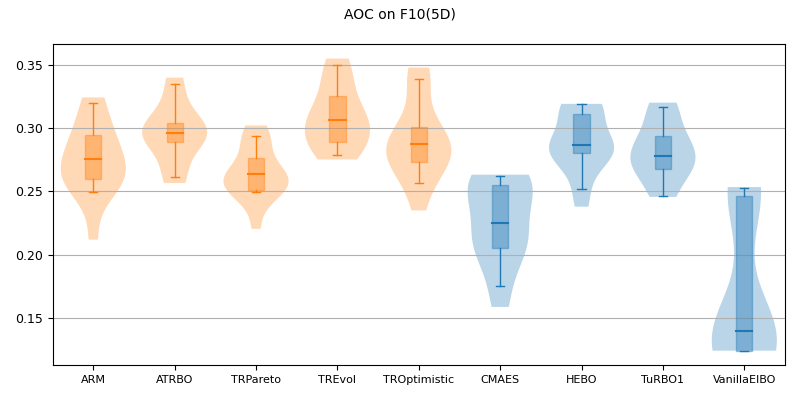 AOC on F10(5D)
0.35
0.30
0.25
0.20
0.15
ARM ATRBO TRPareto TREvol TROptimistic CMAES HEBO TuRBO1 VanillaEIBO